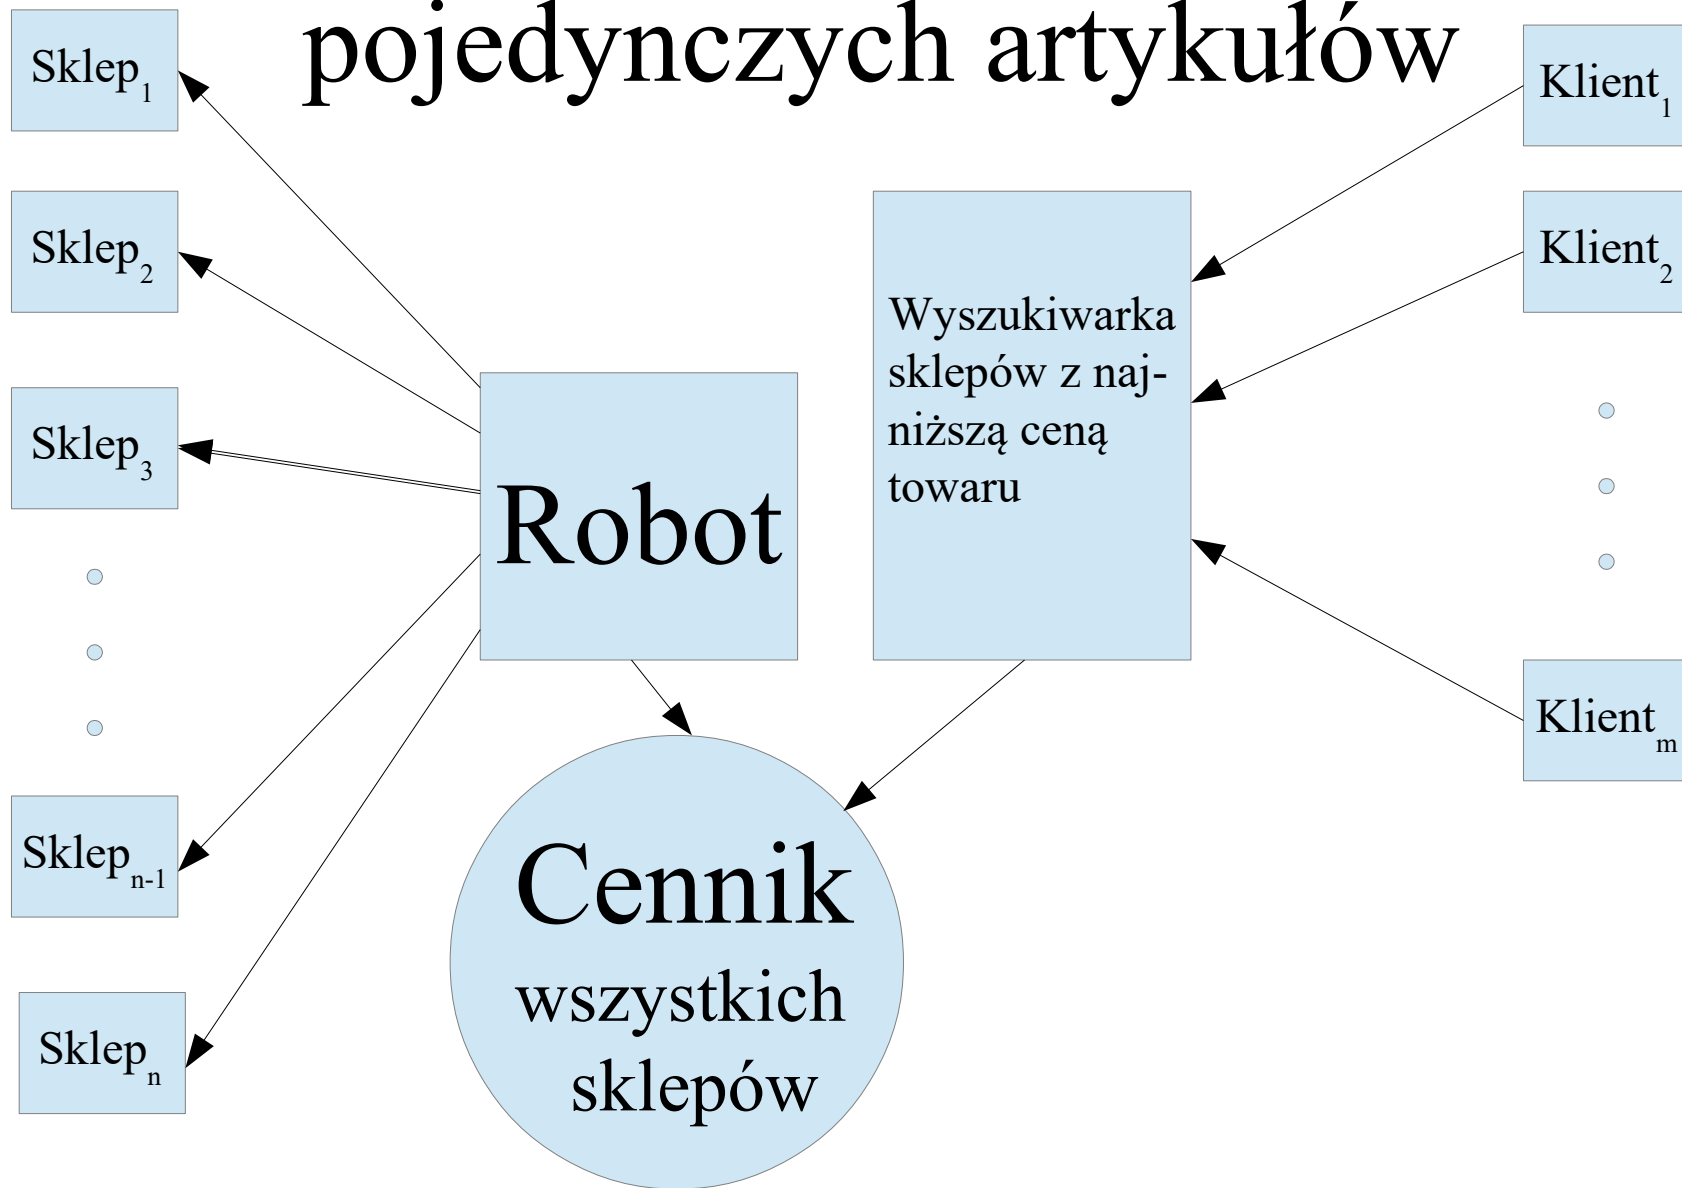 pojedynczych artykułów
Sklep₁
Sklep₂
Sklep₃
Sklepₙ₋₁
Sklepₙ
Robot
Wyszukiwarka
sklepów z naj-
niższą ceną
towaru
Klient₁
Klient₂
Klientₘ
Cennik
wszystkich
sklepów